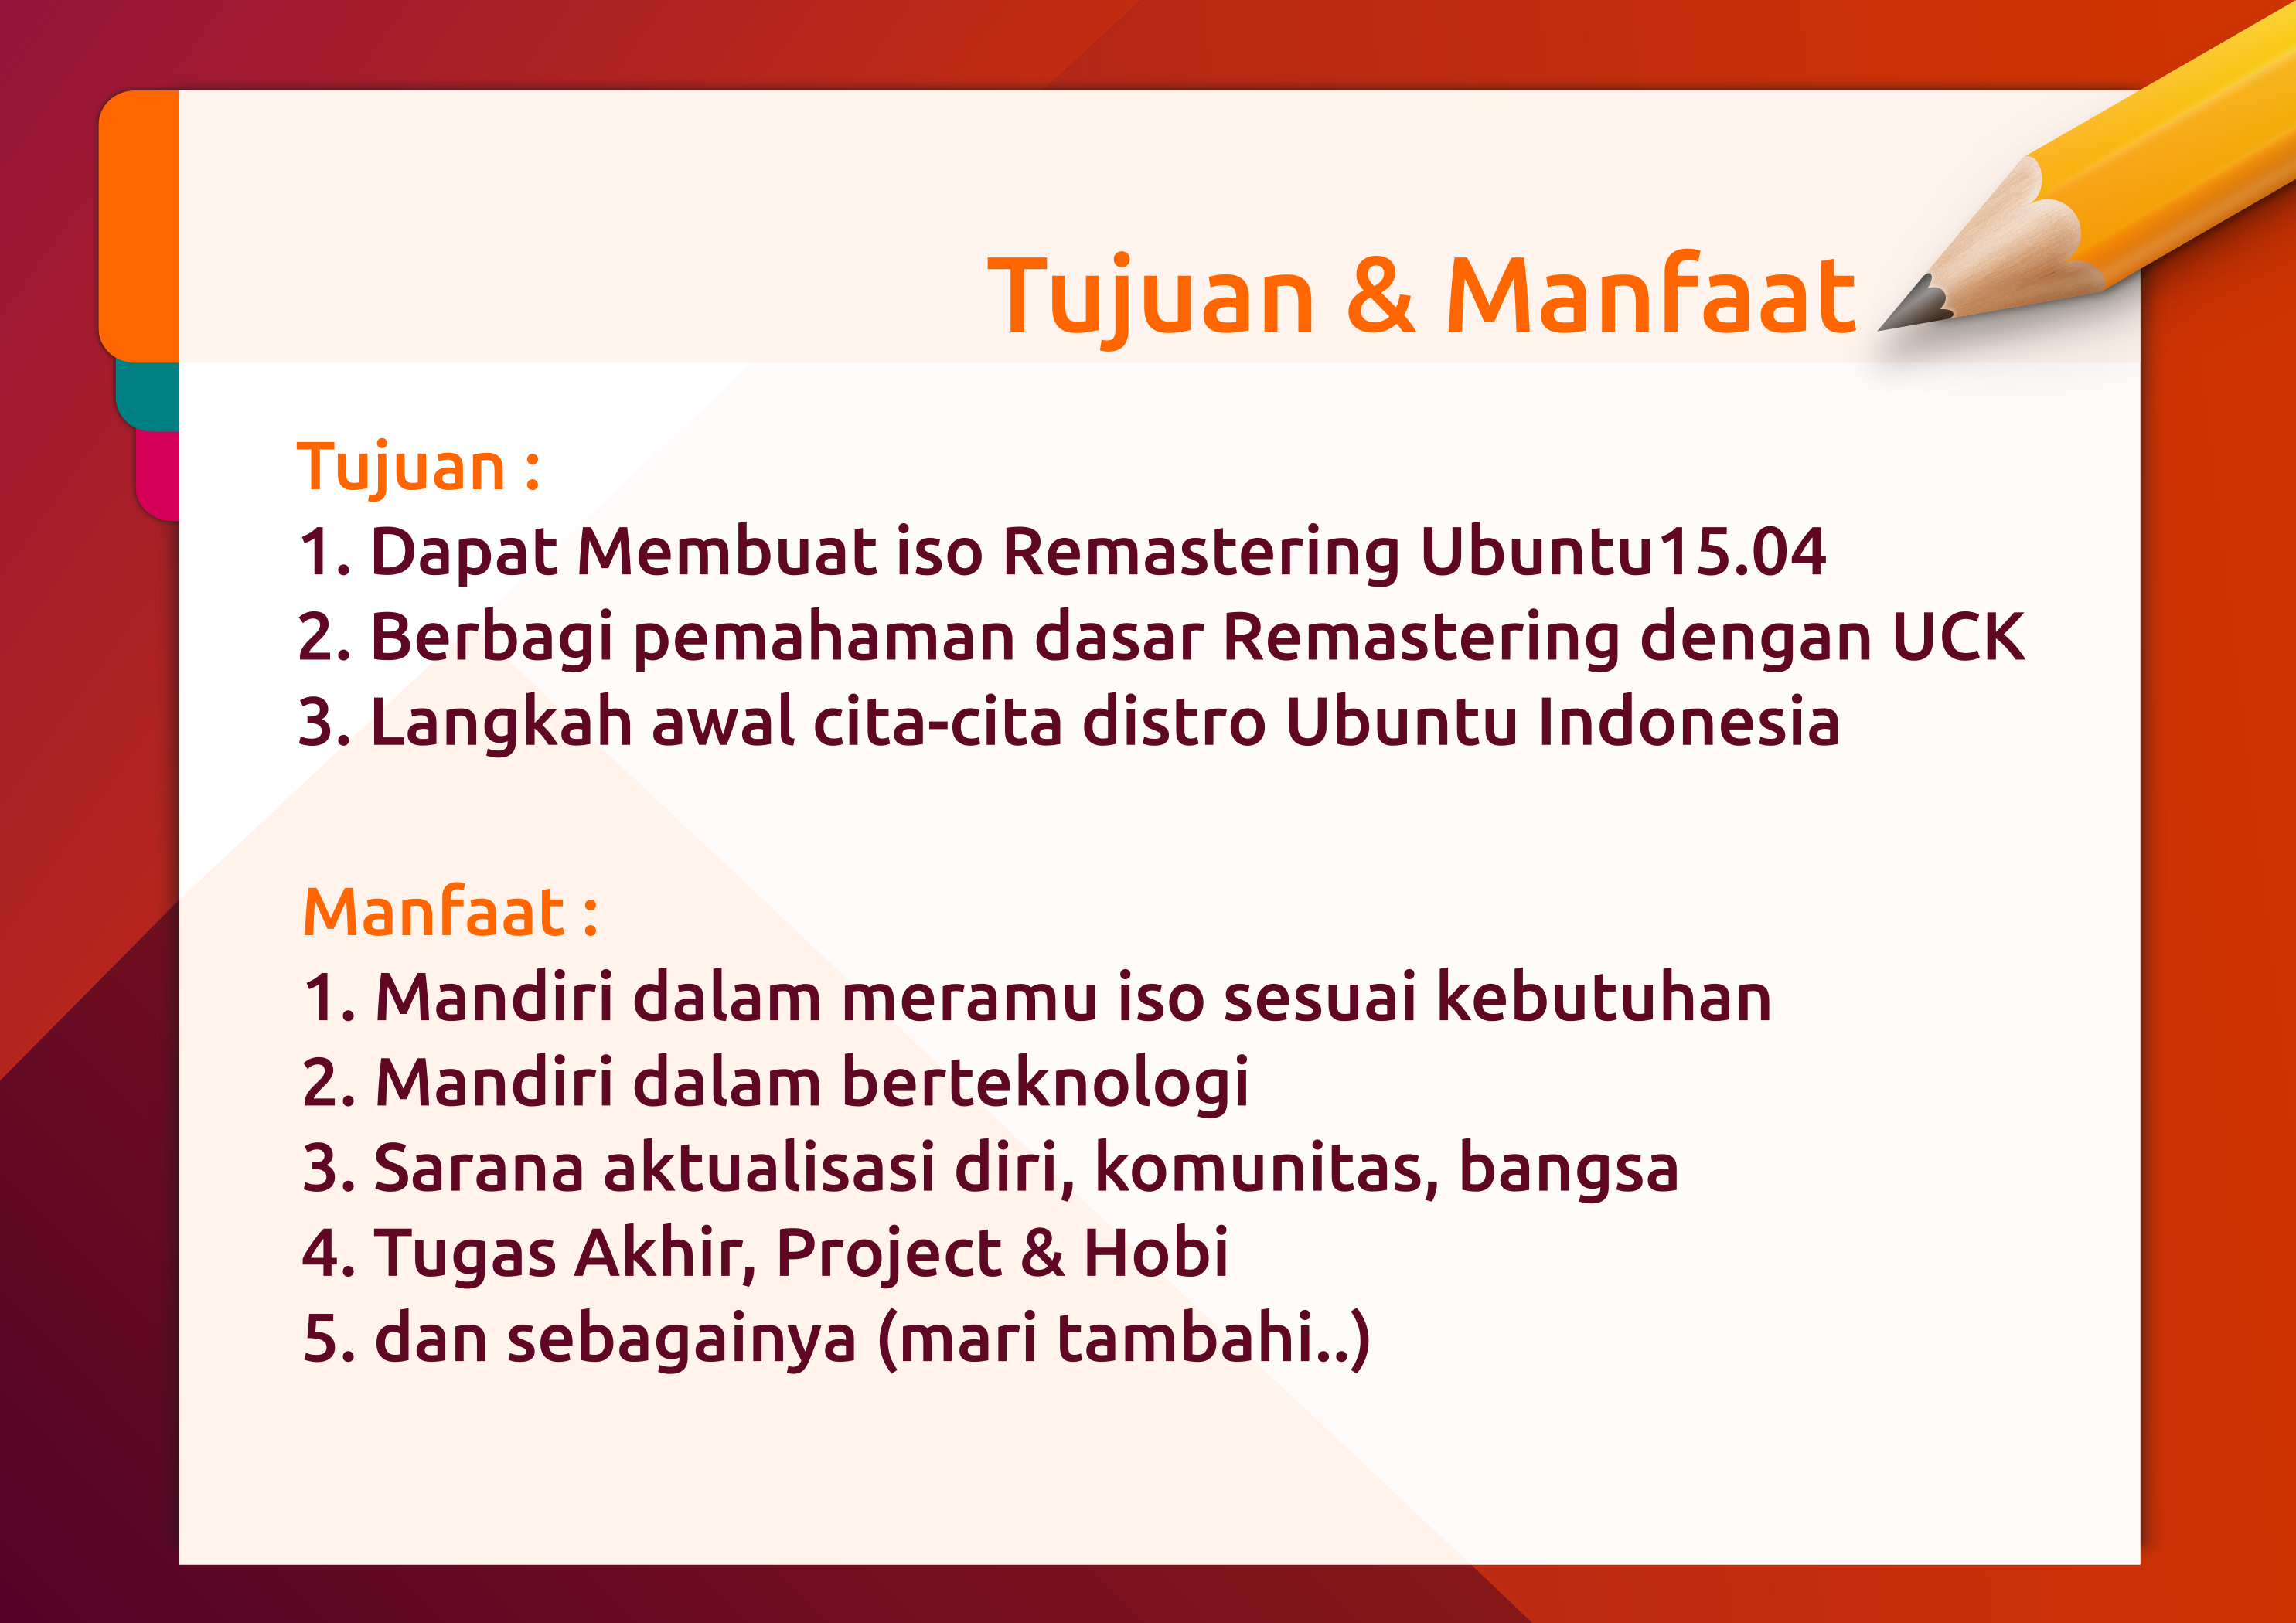 Tujuan & Manfaat
Tujuan :
1. Dapat Membuat iso Remastering Ubuntu15.04
2. Berbagi pemahaman dasar Remastering dengan UCK
3. Langkah awal cita-cita distro Ubuntu Indonesia
Manfaat :
1. Mandiri dalam meramu iso sesuai kebutuhan
2. Mandiri dalam berteknologi
3. Sarana aktualisasi diri, komunitas, bangsa
4. Tugas Akhir, Project & Hobi
5. dan sebagainya (mari tambahi..)